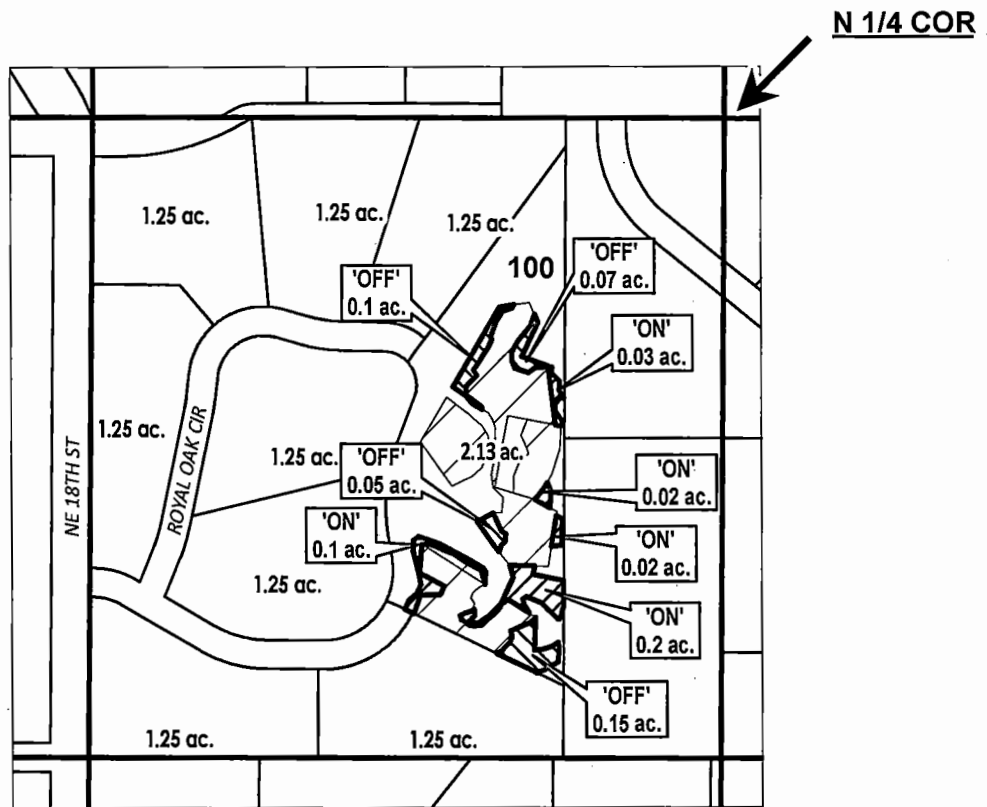 N 1/4 COR
1.25 ac.
1.25 ac.
1.25 ac.
100
'OFF'
0.07 ac.
'OFF'
0.1 ac.
'ON'
0.03 ac.
1.25 ac.
ROYAL OAK CIR
NE 18TH ST
1.25 ac.
2.13 ac.
'OFF'
0.05 ac.
'ON'
0.02 ac.
'ON'
0.1 ac.
'ON'
0.02 ac.
1.25 ac.
'ON'
0.2 ac.
'OFF'
0.15 ac.
1.25 ac.
1.25 ac.